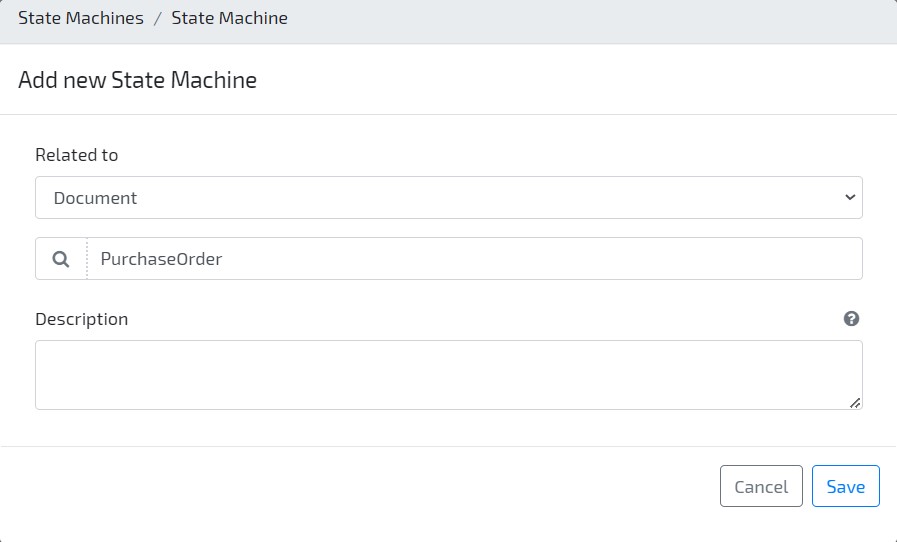 State Machines / State Machine
Add new State Machine
Related to
Document
PurchaseOrder
Description
Cancel Save